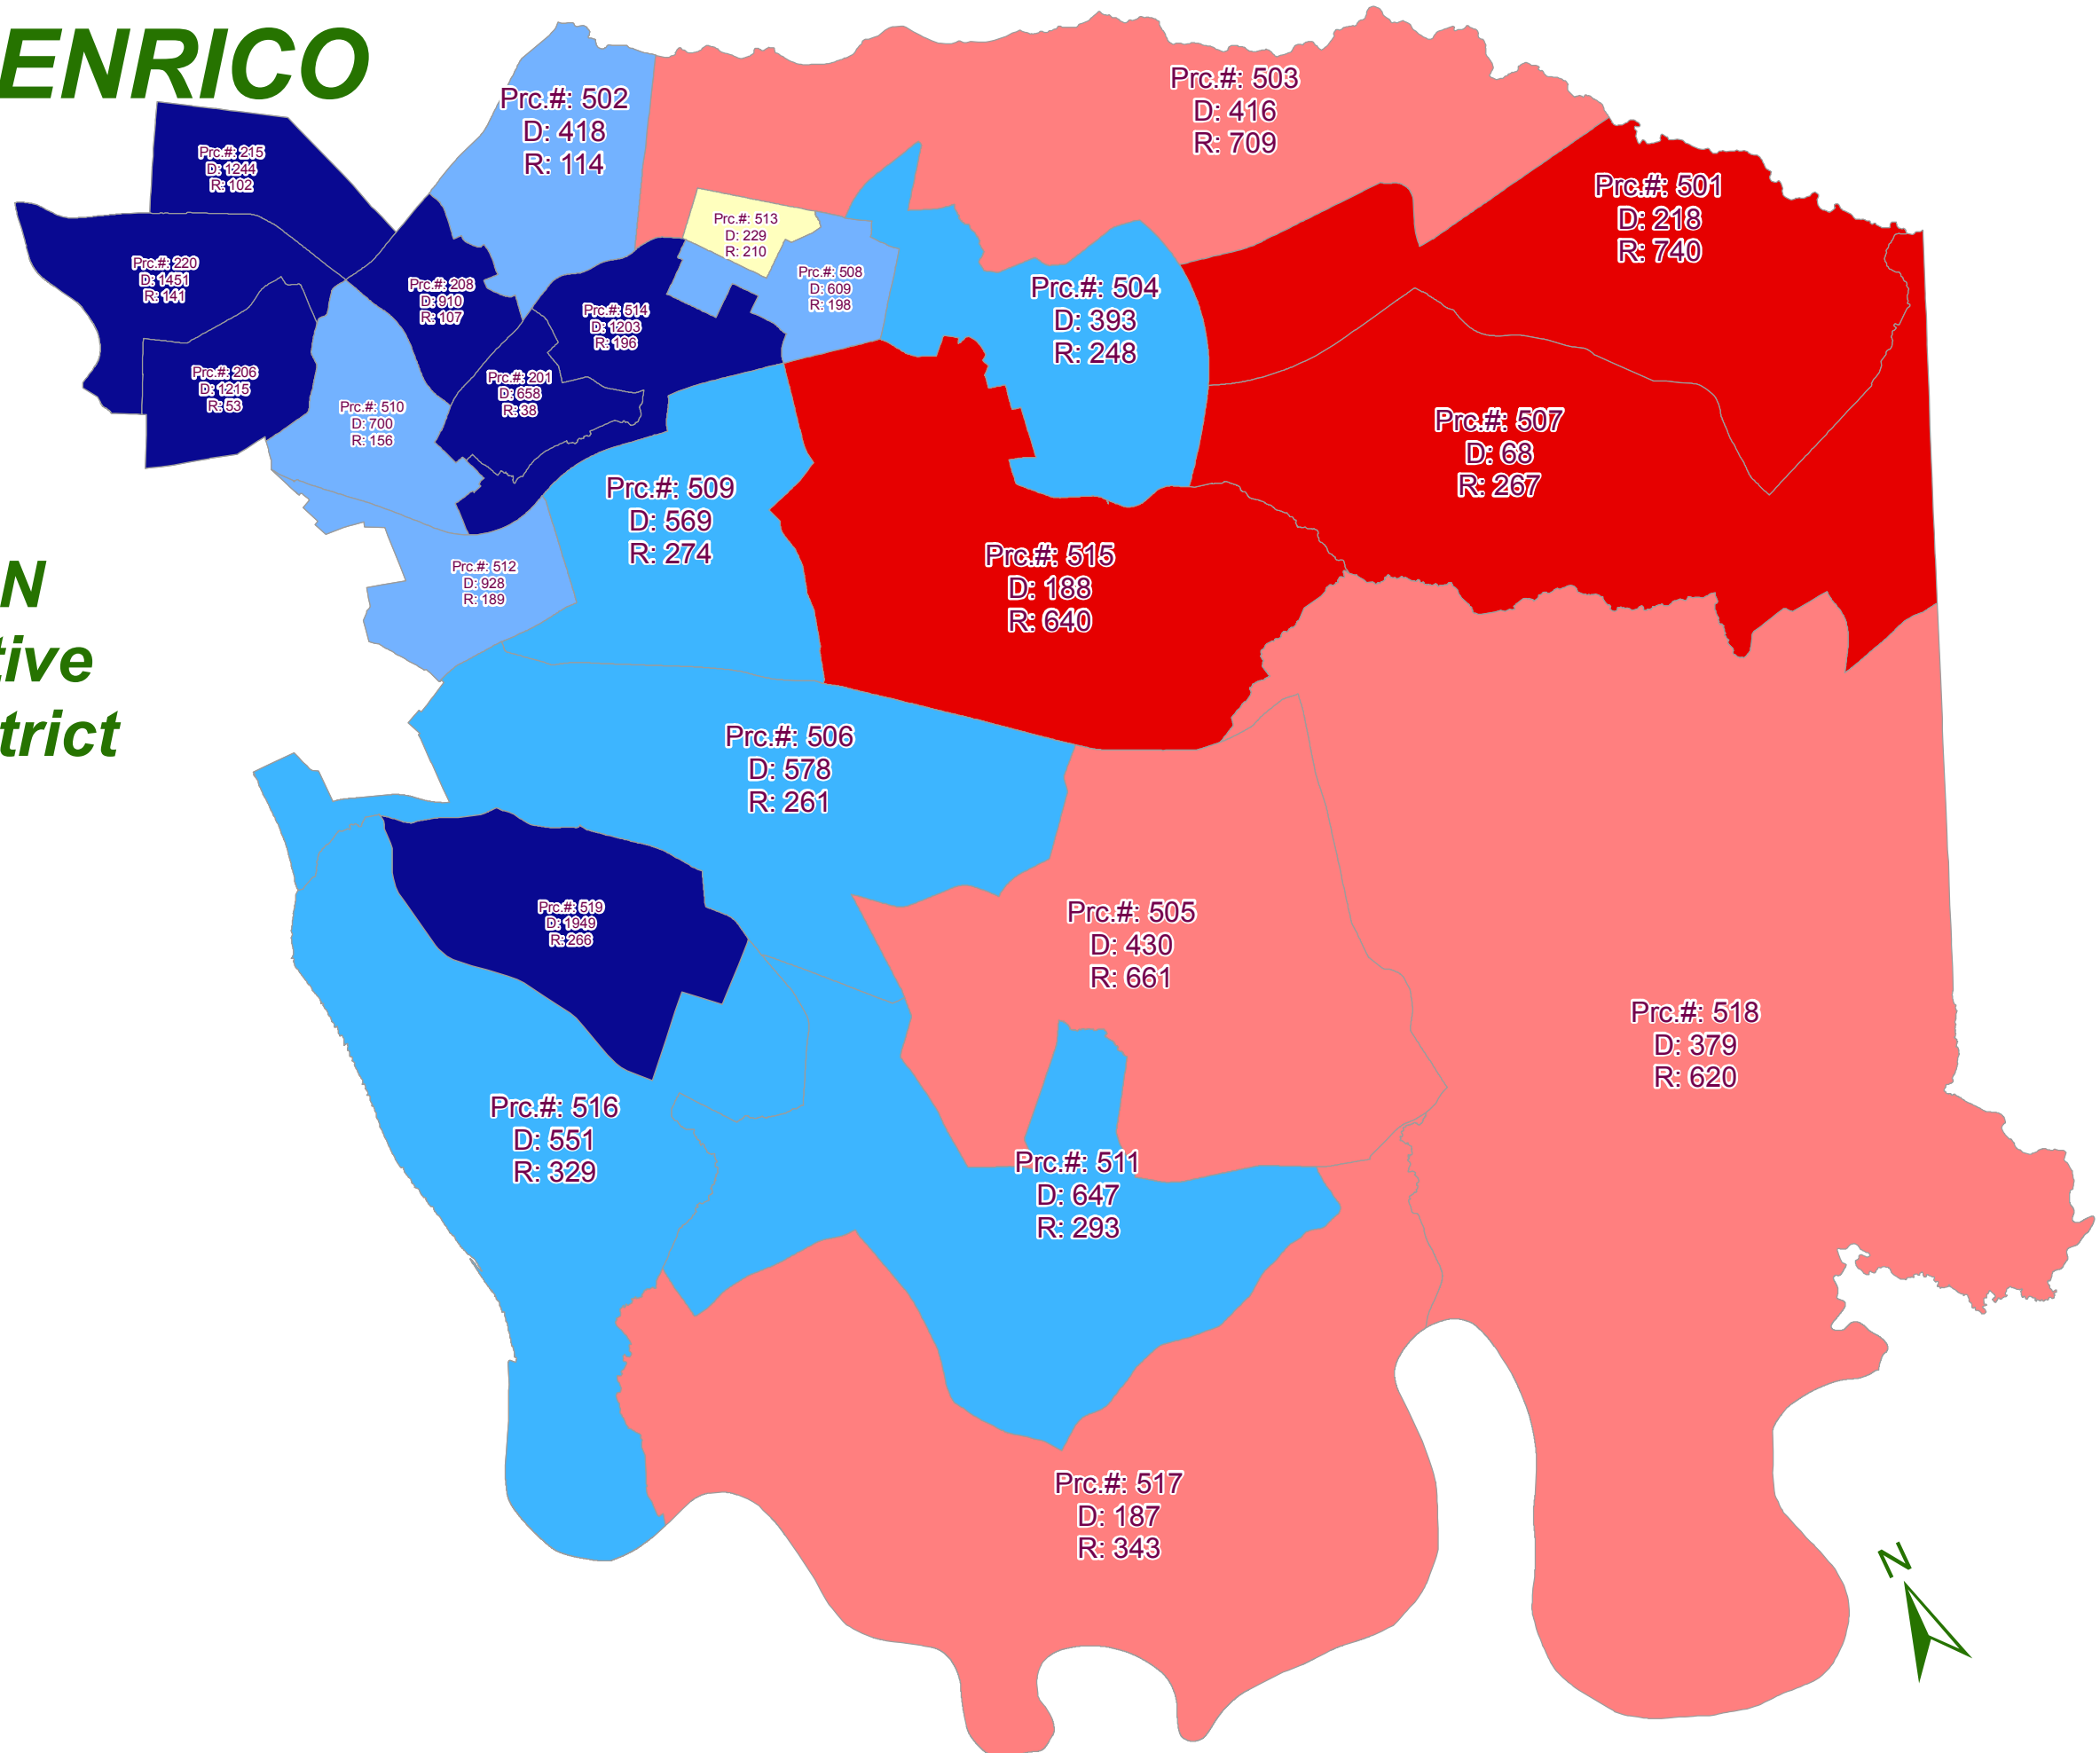 ENRICO
N
tive
trict
Prc.#: 502
D: 418
R: 114
Prc.#: 503
D: 416
R: 709
Prc.#: 501
D: 218
R: 740
Prc.#: 215
D: 1244
R: 102
Prc.#: 513
D: 229
R: 210
Prc.#: 220
D: 1451
R: 141
Prc.#: 208
D: 910
R: 107
Prc.#: 508
D: 609
R: 198
Prc.#: 504
D: 393
R: 248
Prc.#: 514
D: 1203
R: 196
Prc.#: 206
D: 1215
R: 53
Prc.#: 201
D: 658
R: 38
Prc.#: 510
D: 700
R: 156
Prc.#: 507
D: 68
R: 267
Prc.#: 509
D: 569
R: 274
Prc.#: 515
D: 188
R: 640
Prc.#: 512
D: 928
R: 189
Prc.#: 506
D: 578
R: 261
Prc.#: 519
D: 1949
R: 266
Prc.#: 505
D: 430
R: 661
Prc.#: 518
D: 379
R: 620
Prc.#: 516
D: 551
R: 329
Prc.#: 511
D: 647
R: 293
Prc.#: 517
D: 187
R: 343
N